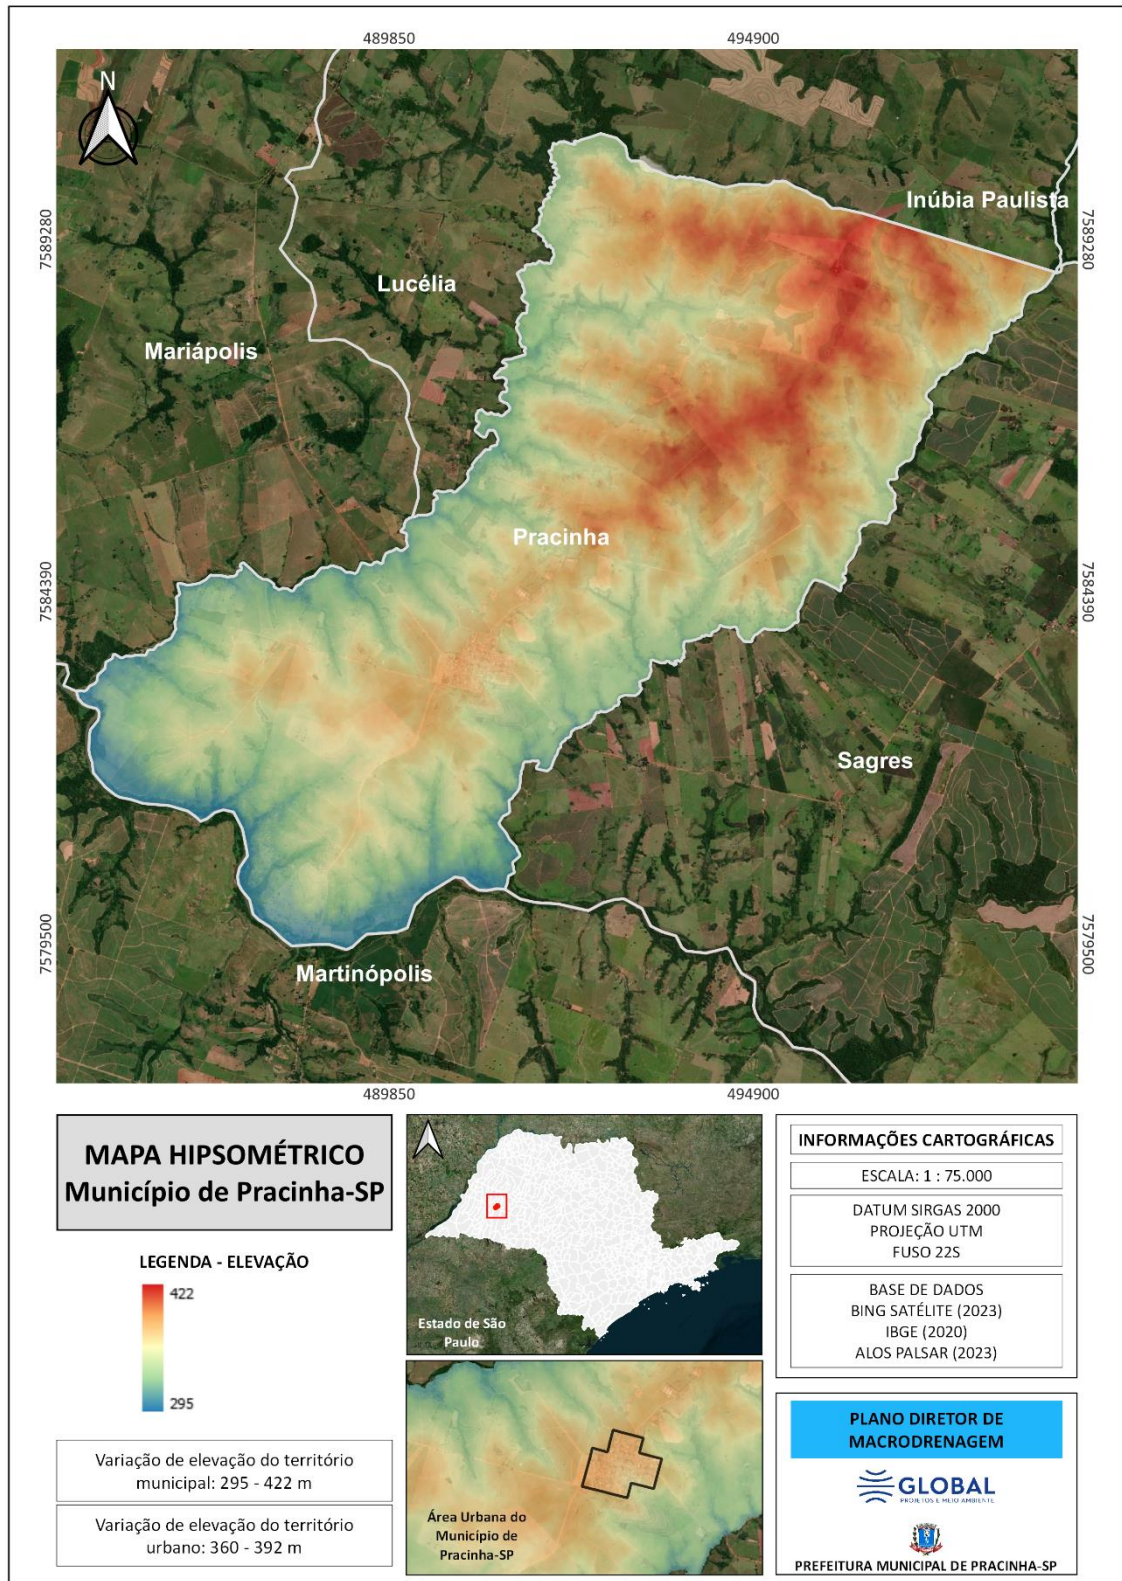 489850
494900
N
Inúbia Paulista
7589280
7589280
Lucélia
Mariápolis
Pracinha
7584390
7584390
Sagres
7579500
7579500
Martinópolis
489850
494900
MAPA HIPSOMÉTRICO
Município de Pracinha-SP
LEGENDA - ELEVAÇÃO
422
295
Variação de elevação do território
municipal: 295 - 422 m
Variação de elevação do território
urbano: 360 - 392 m
Estado de São
Paulo
Área Urbana do
Município de
Pracinha-SP
INFORMAÇÕES CARTOGRÁFICAS
ESCALA: 1 : 75.000
DATUM SIRGAS 2000
PROJEÇÃO UTM
FUSO 22S
BASE DE DADOS
BING SATÉLITE (2023)
IBGE (2020)
ALOS PALSAR (2023)
PLANO DIRETOR DE
MACRODRENAGEM
GLOBAL
PROJETOS E MEIO AMBIENTE
PREFEITURA MUNICIPAL DE PRACINHA-SP